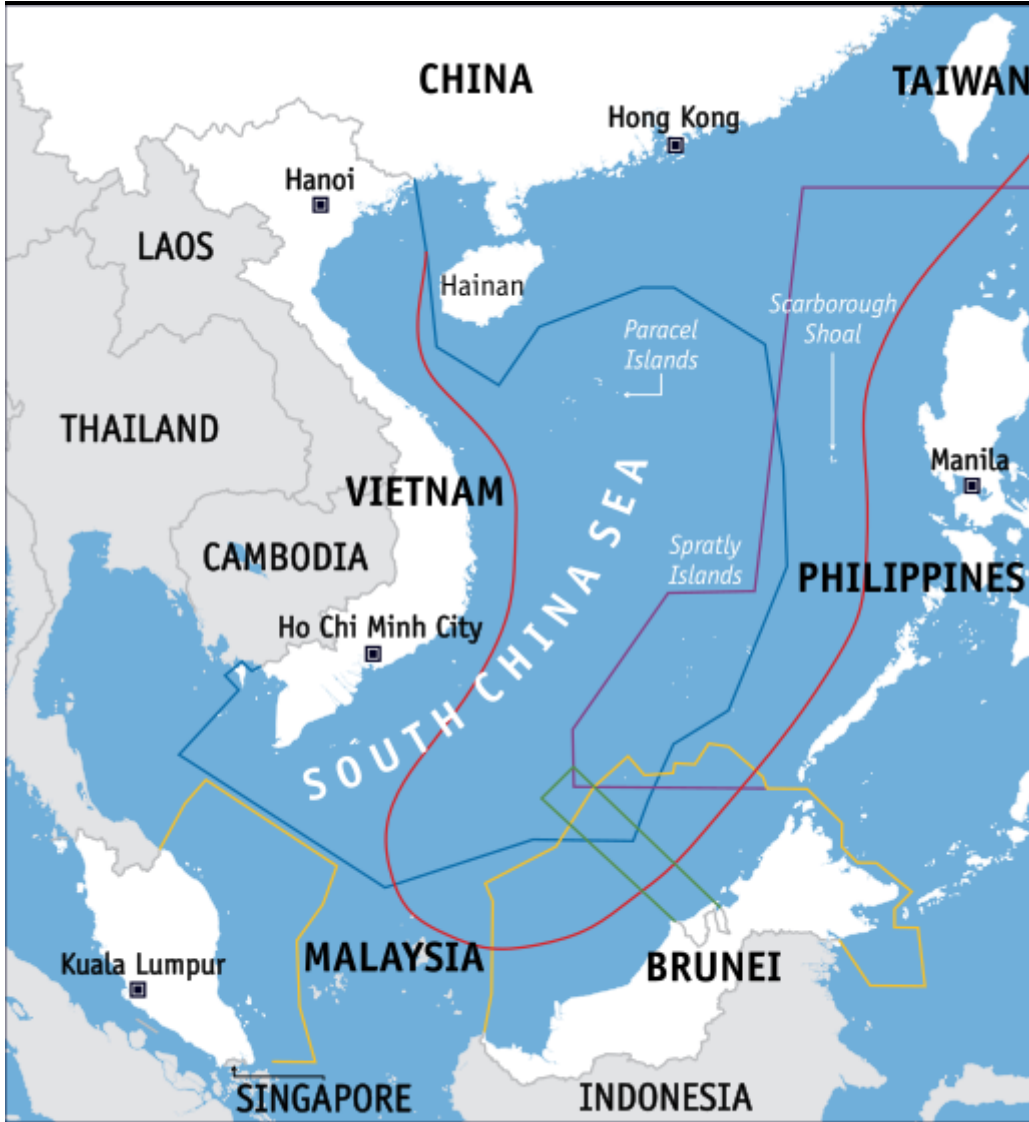 CHINA
TAIWAN
Hong Kong
Hanoi
LAOS
Hainan
Scarborough
Shoal
Paracel
Islands
THAILAND
VIETNAM
Manila
CAMBODIA
Spratly
Islands
PHILIPPINES
Ho Chi Minh City
SOUTH CHINA SEA
MALAYSIA
BRUNEI
Kuala Lumpur
SINGAPORE
INDONESIA